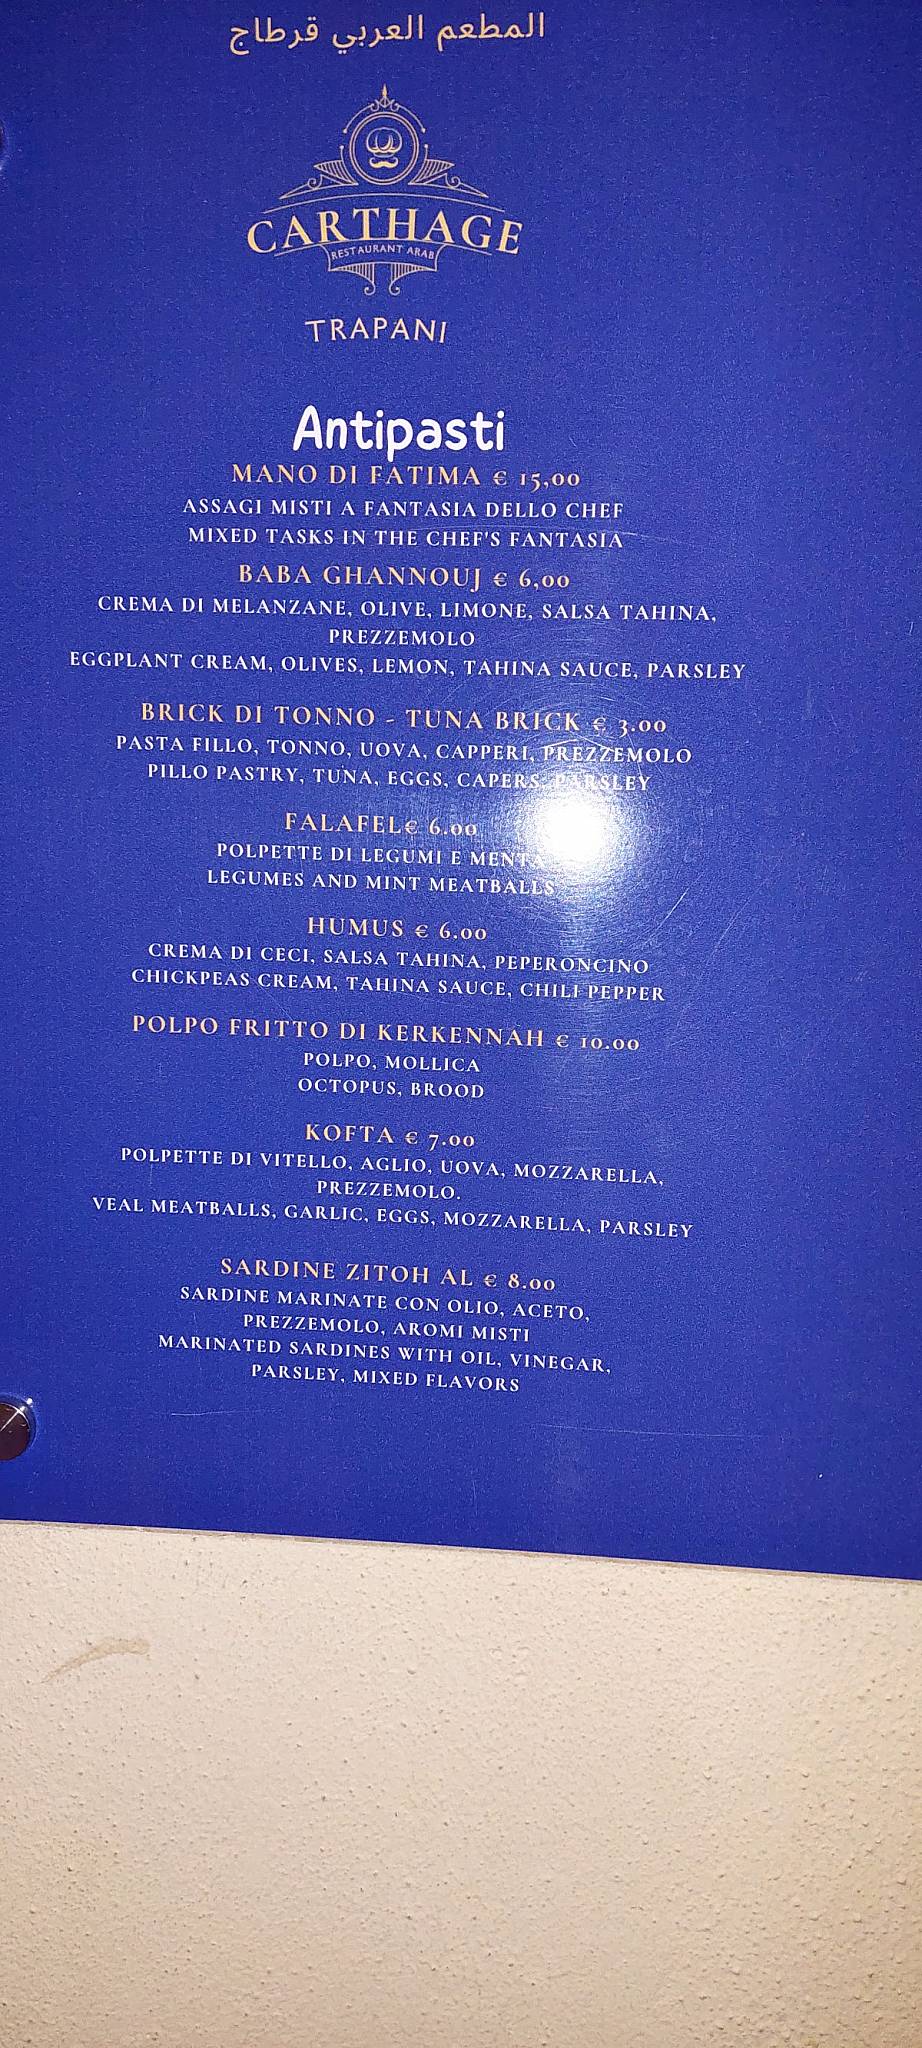 المطعم العربي قرطاج
CARTHAGE
RESTAURANT ARAB
TRAPANI
Antipasti
MANO DI FATIMA € 15,00
ASSAGI MISTI A FANTASIA DELLO CHEF
MIXED TASKS IN THE CHEF'S FANTASIA
BABA GHANNOUJ € 6,00
CREMA DI MELANZANE, OLIVE, LIMONE, SALSA TAHINA,
PREZZEMOLO
EGGPLANT CREAM, OLIVES, LEMON, TAHINA SAUCE, PARSLEY
BRICK DI TONNO - TUNA BRICK € 3.00
PASTA FILLO, TONNO, UOVA, CAPPERI, PREZZEMOLO
PILLO PASTRY, TUNA, EGGS, CAPERS, PARSLEY
FALAFEL€ 6.00
POLPETTE DI LEGUMI E MENTA
LEGUMES AND MINT MEATBALLS
HUMUS € 6.00
CREMA DI CECI, SALSA TAHINA, PEPERONCINO
CHICKPEAS CREAM, TAHINA SAUCE, CHILI PEPPER
POLPO FRITTO DI KERKENNAH € 10.00
POLPO, MOLLICA
OCTOPUS, BROOD
KOFTA € 7.00
POLPETTE DI VITELLO, AGLIO, UOVA, MOZZARELLA,
PREZZEMOLO.
VEAL MEATBALLS, GARLIC, EGGS, MOZZARELLA, PARSLEY
SARDINE ZITOH AL € 8.00
SARDINE MARINATE CON OLIO, ACETO,
PREZZEMOLO, AROMI MISTI
MARINATED SARDINES WITH OIL, VINEGAR,
PARSLEY, MIXED FLAVORS